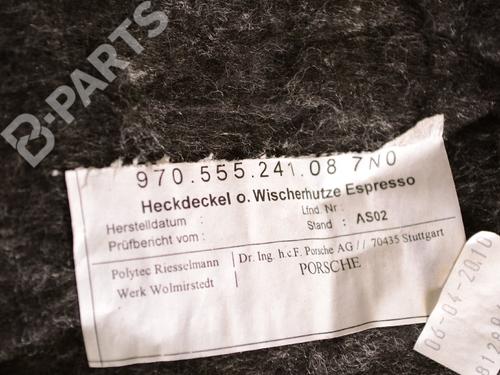 B-PARTS
970.555.241.08 7N0
Heckdeckel o. Wischerhutze Espresso
Herstelldatum :
Lfnd. Nr :
Prüfbericht vom :
Stand : AS02
Polytec Riesselmann
Werk Wolmirstedt
Dr. Ing. h.c.F. Porsche AG // 70435 Stuttgart
PORSCHE
06-04-2010